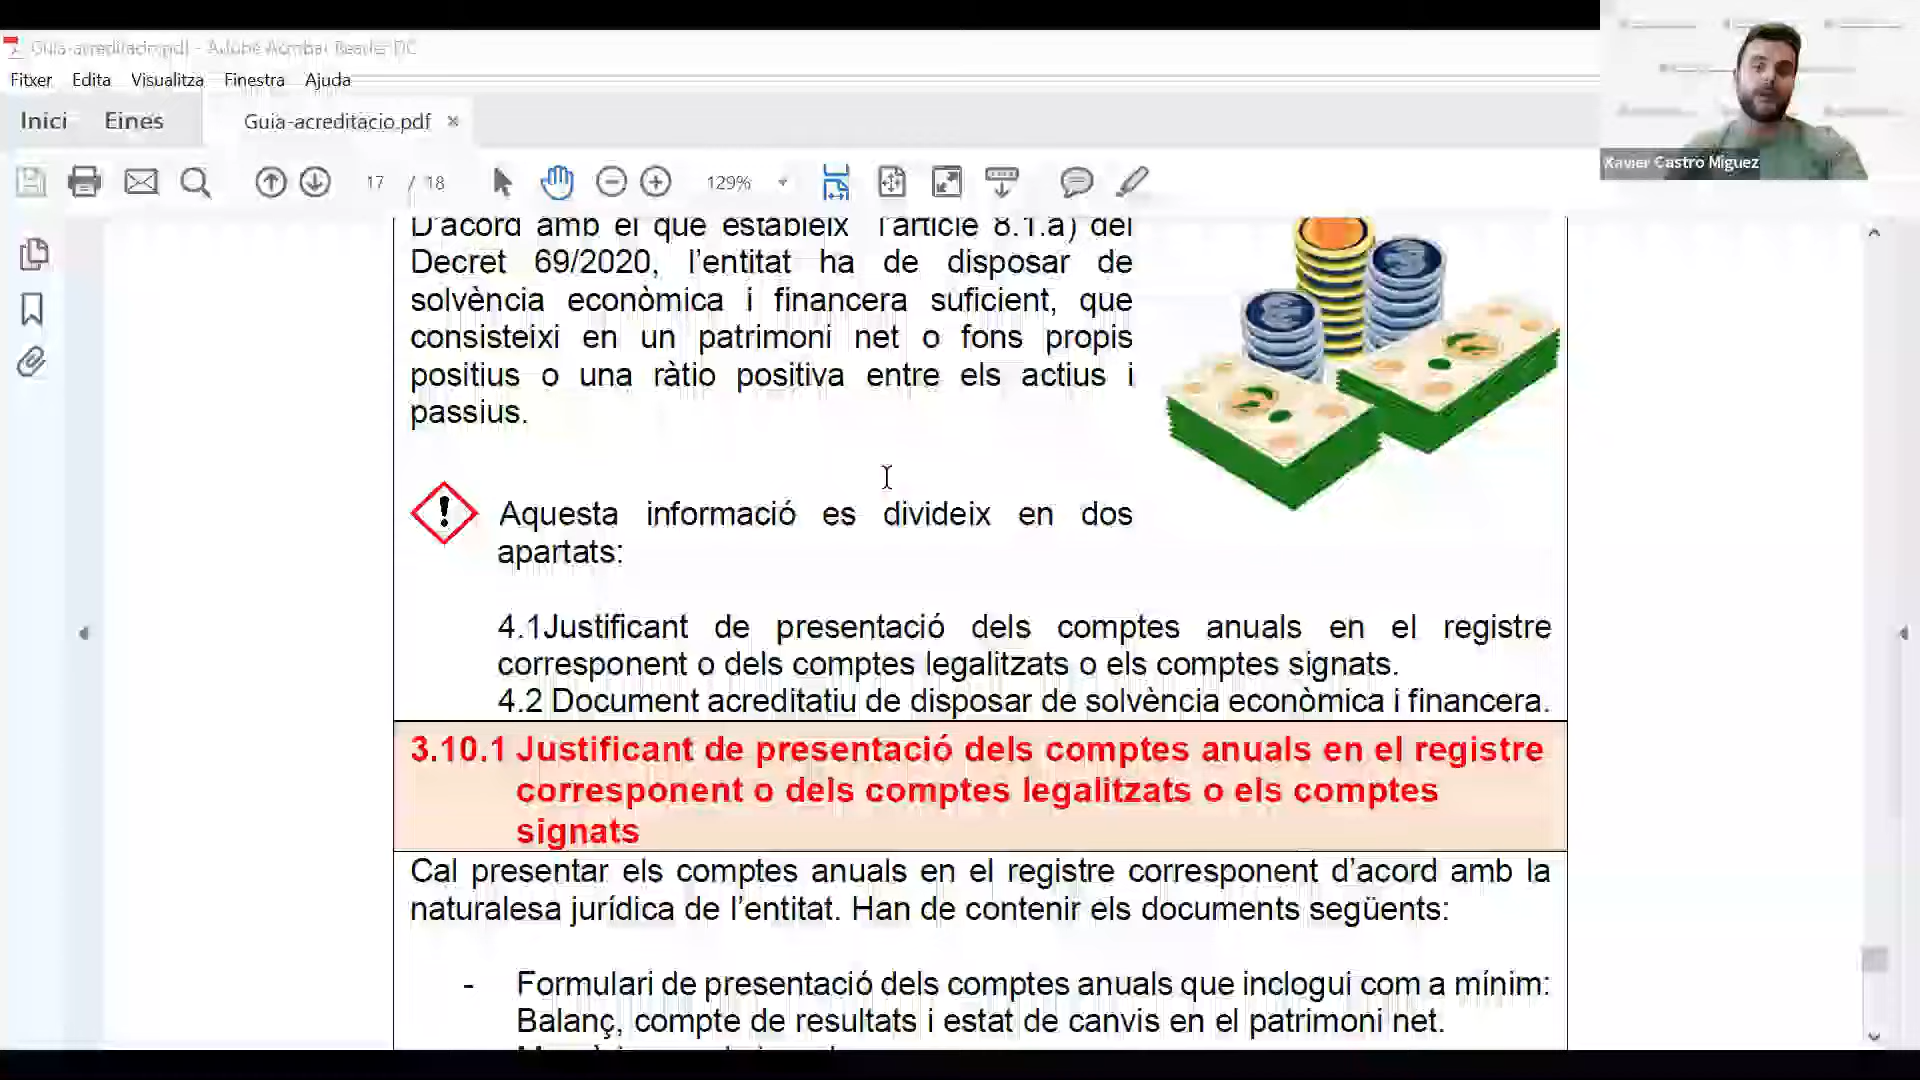 Guia-acreditacio.pdf - Adobe Acrobat Reader DC
Fitxer Edita Visualitza Finestra Ajuda
Inici Eines Guia-acreditacio.pdf
17 / 18 129%
Xavier Castro Miguez
D'acord amb el que estableix l'article 8.1.a) del
Decret 69/2020, l'entitat ha de disposar de
solvència econòmica i financera suficient, que
consisteixi en un patrimoni net o fons propis
positius o una ràtio positiva entre els actius i
passius.
Aquesta informació es divideix en dos
apartats:
4.1Justificant de presentació dels comptes anuals en el registre
corresponent o dels comptes legalitzats o els comptes signats.
4.2 Document acreditatiu de disposar de solvència econòmica i financera.
3.10.1 Justificant de presentació dels comptes anuals en el registre
corresponent o dels comptes legalitzats o els comptes
signats
Cal presentar els comptes anuals en el registre corresponent d'acord amb la
naturalesa jurídica de l'entitat. Han de contenir els documents següents:
- Formulari de presentació dels comptes anuals que inclogui com a mínim:
Balanç, compte de resultats i estat de canvis en el patrimoni net.